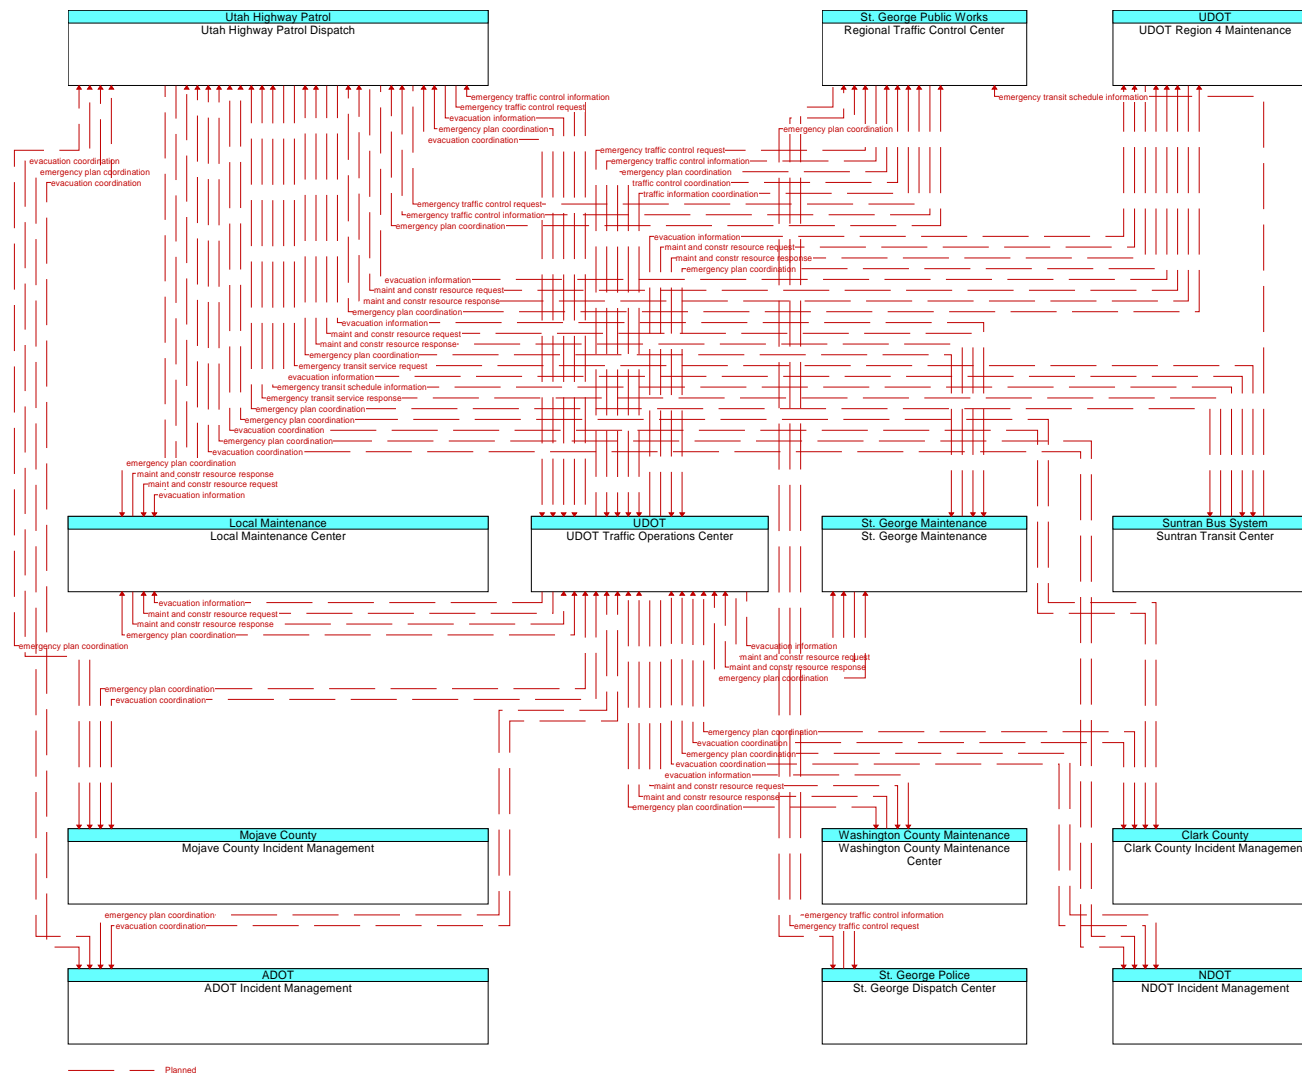 Utah Highway Patrol
Utah Highway Patrol Dispatch
St. George Public Works
Regional Traffic Control Center
UDOT
UDOT Region 4 Maintenance
emergency traffic control information
emergency transit schedule information
emergency traffic control request
evacuation information
emergency plan coordination
emergency plan coordination
evacuation coordination
emergency traffic control request
evacuation coordination
emergency traffic control information
emergency plan coordination
emergency plan coordination
evacuation coordination
traffic control coordination
traffic information coordination
emergency traffic control request
emergency traffic control information
emergency plan coordination
evacuation information
maint and constr resource request
maint and constr resource response
emergency plan coordination
evacuation information
maint and constr resource request
maint and constr resource response
emergency plan coordination
evacuation information
maint and constr resource request
maint and constr resource response
emergency plan coordination
emergency transit service request
evacuation information
emergency transit schedule information
emergency transit service response
emergency plan coordination
emergency plan coordination
evacuation coordination
emergency plan coordination
evacuation coordination
emergency plan coordination
maint and constr resource response
maint and constr resource request
evacuation information
Local Maintenance
Local Maintenance Center
UDOT
UDOT Traffic Operations Center
St. George Maintenance
St. George Maintenance
Suntran Bus System
Suntran Transit Center
evacuation information
maint and constr resource request
maint and constr resource response
emergency plan coordination
emergency plan coordination
evacuation information
maint and constr resource request
maint and constr resource response
emergency plan coordination
emergency plan coordination
evacuation coordination
emergency plan coordination
evacuation coordination
emergency plan coordination
evacuation coordination
evacuation information
maint and constr resource request
maint and constr resource response
emergency plan coordination
Mojave County
Mojave County Incident Management
Washington County Maintenance
Washington County Maintenance
Center
Clark County
Clark County Incident Management
emergency plan coordination
evacuation coordination
emergency traffic control information
emergency traffic control request
ADOT
ADOT Incident Management
St. George Police
St. George Dispatch Center
NDOT
NDOT Incident Management
Planned